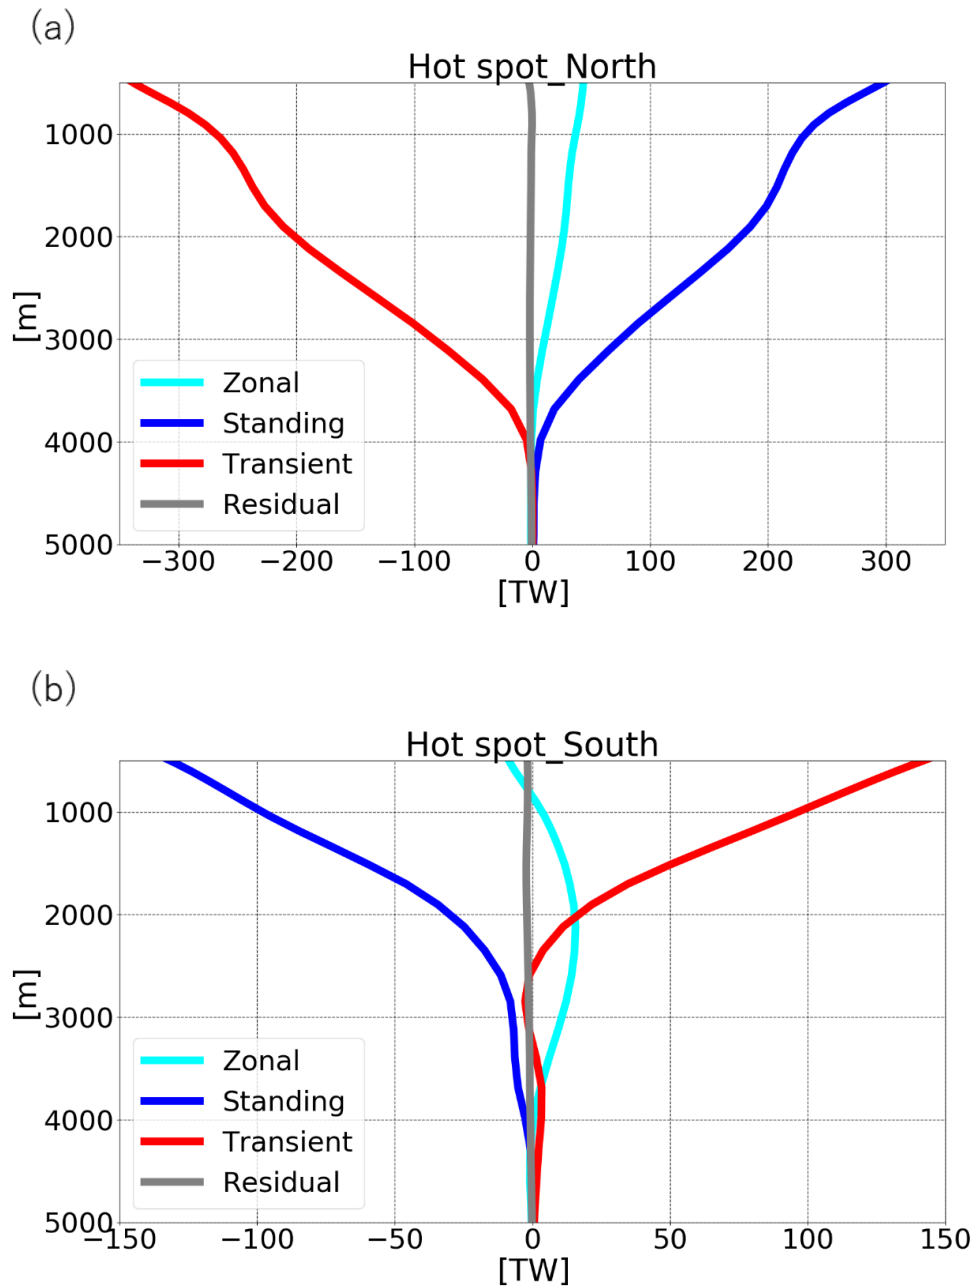 (a)
Hot spot_North
1000
2000
3000
4000
5000
[m]
Zonal
Standing
Transient
Residual
−300 −200 −100 0 100 200 300
[TW]
(b)
Hot spot_South
1000
2000
3000
4000
5000
[m]
Zonal
Standing
Transient
Residual
−150 −100 −50 0 50 100 150
[TW]